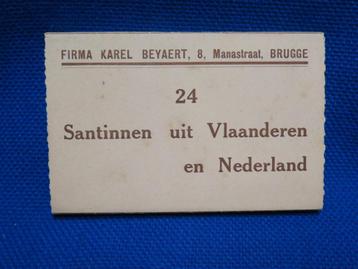 FIRMA KAREL BEYAERT, 8, Manastraat, BRUGGE
24
Santinnen uit Vlaanderen
en Nederland